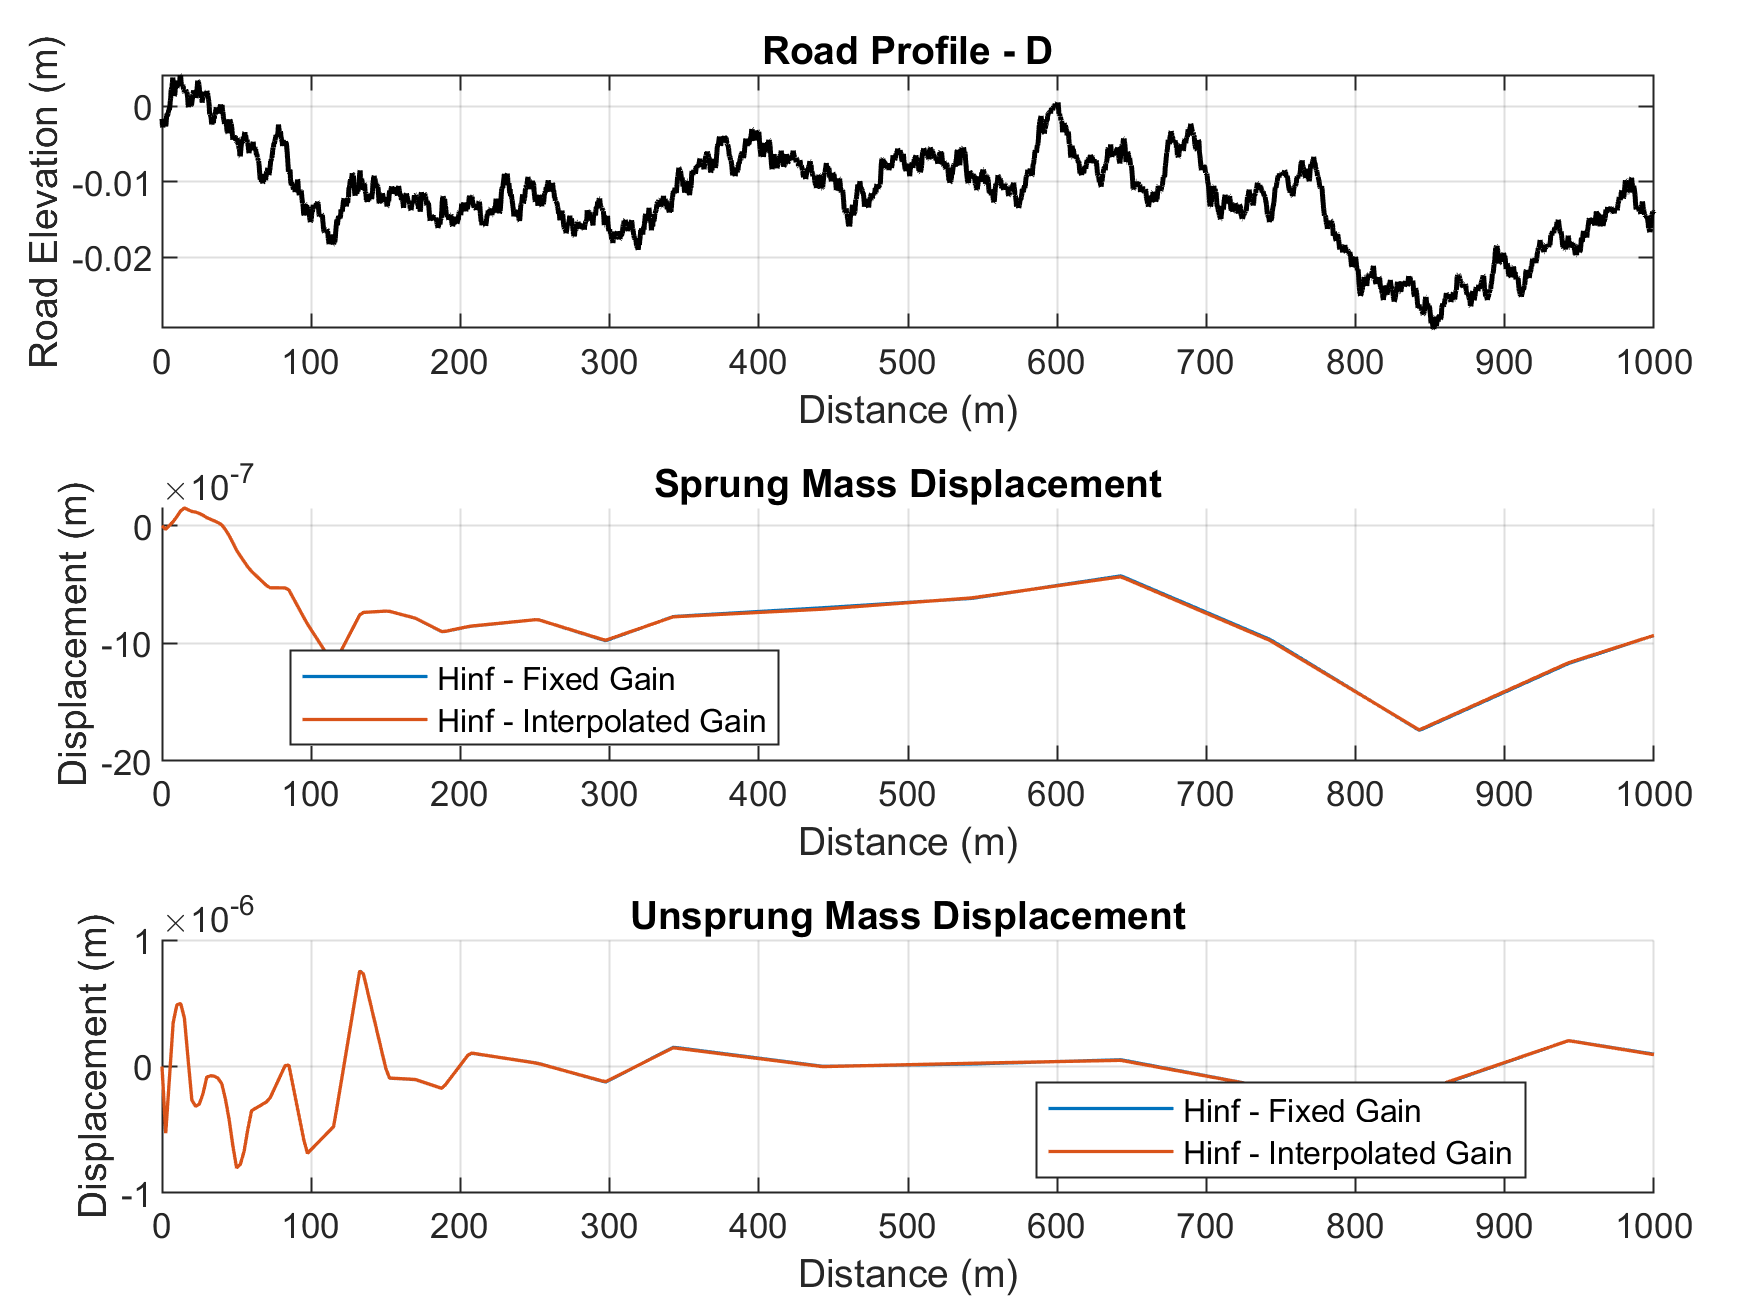 Road Profile - D
Road Elevation (m)
0
-0.01
-0.02
0 100 200 300 400 500 600 700 800 900 1000
Distance (m)
×10-7
Sprung Mass Displacement
Displacement (m)
0
-10
-20
Hinf - Fixed Gain
Hinf - Interpolated Gain
0 100 200 300 400 500 600 700 800 900 1000
Distance (m)
×10-6
Unsprung Mass Displacement
Displacement (m)
1
0
-1
Hinf - Fixed Gain
Hinf - Interpolated Gain
0 100 200 300 400 500 600 700 800 900 1000
Distance (m)